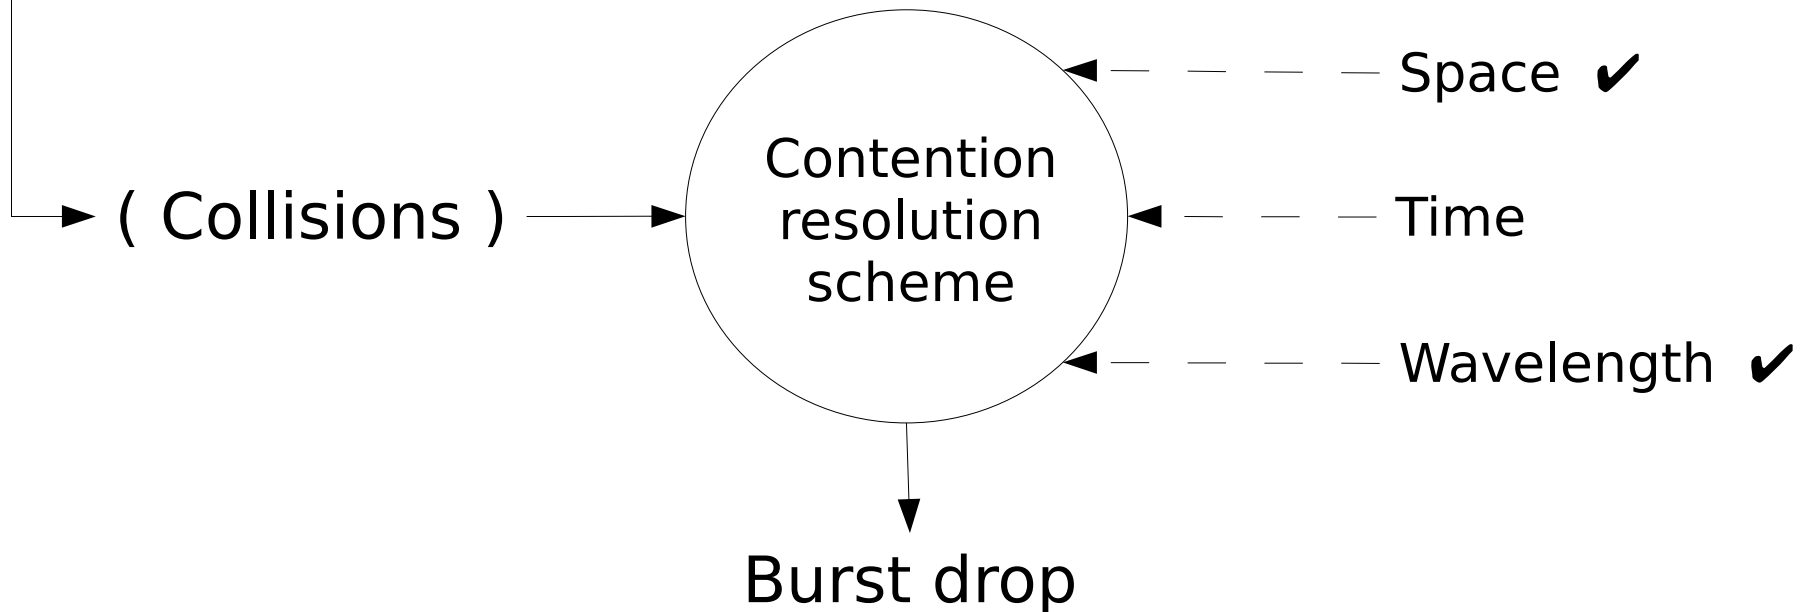 Space ✔
Contention
resolution
scheme
( Collisions )
Time
Wavelength ✔
Burst drop